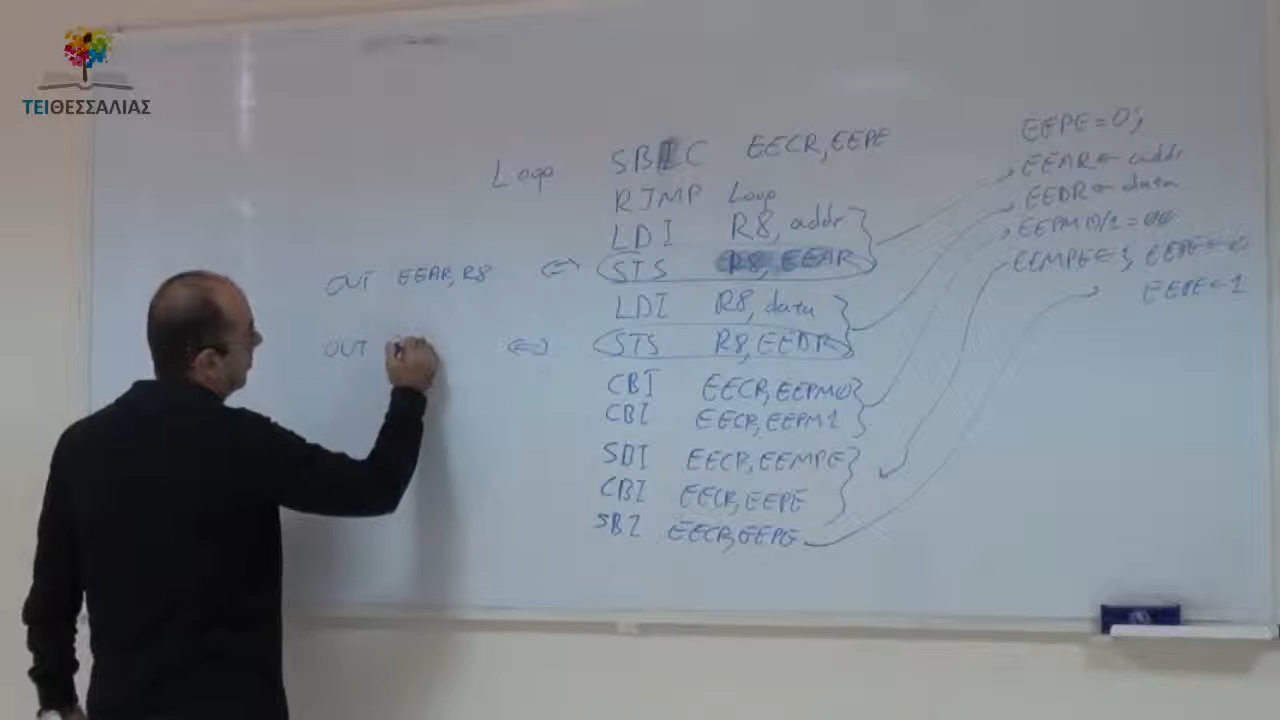 ΤΕΙΘΕΣΣΑΛΙΑΣ
Loop SBIC EECR, EEPE
RJMP Loop
LDI R8, addr
OUT EEAR, R8 <=> STS R8, EEAR
LDI R8, data
OUT <=> STS R8, EEDR
CBI EECR, EEPM0
CBI EECR, EEPM1
SBI EECR, EEMPE
CBI EECR, EEPE
SBI EECR, EEPE
EEPE = 0;
EEAR ← addr
EEDR ← data
EEPM0/1 = 00
EEMPE ← 1, EEPE ← 0
EEPE ← 1